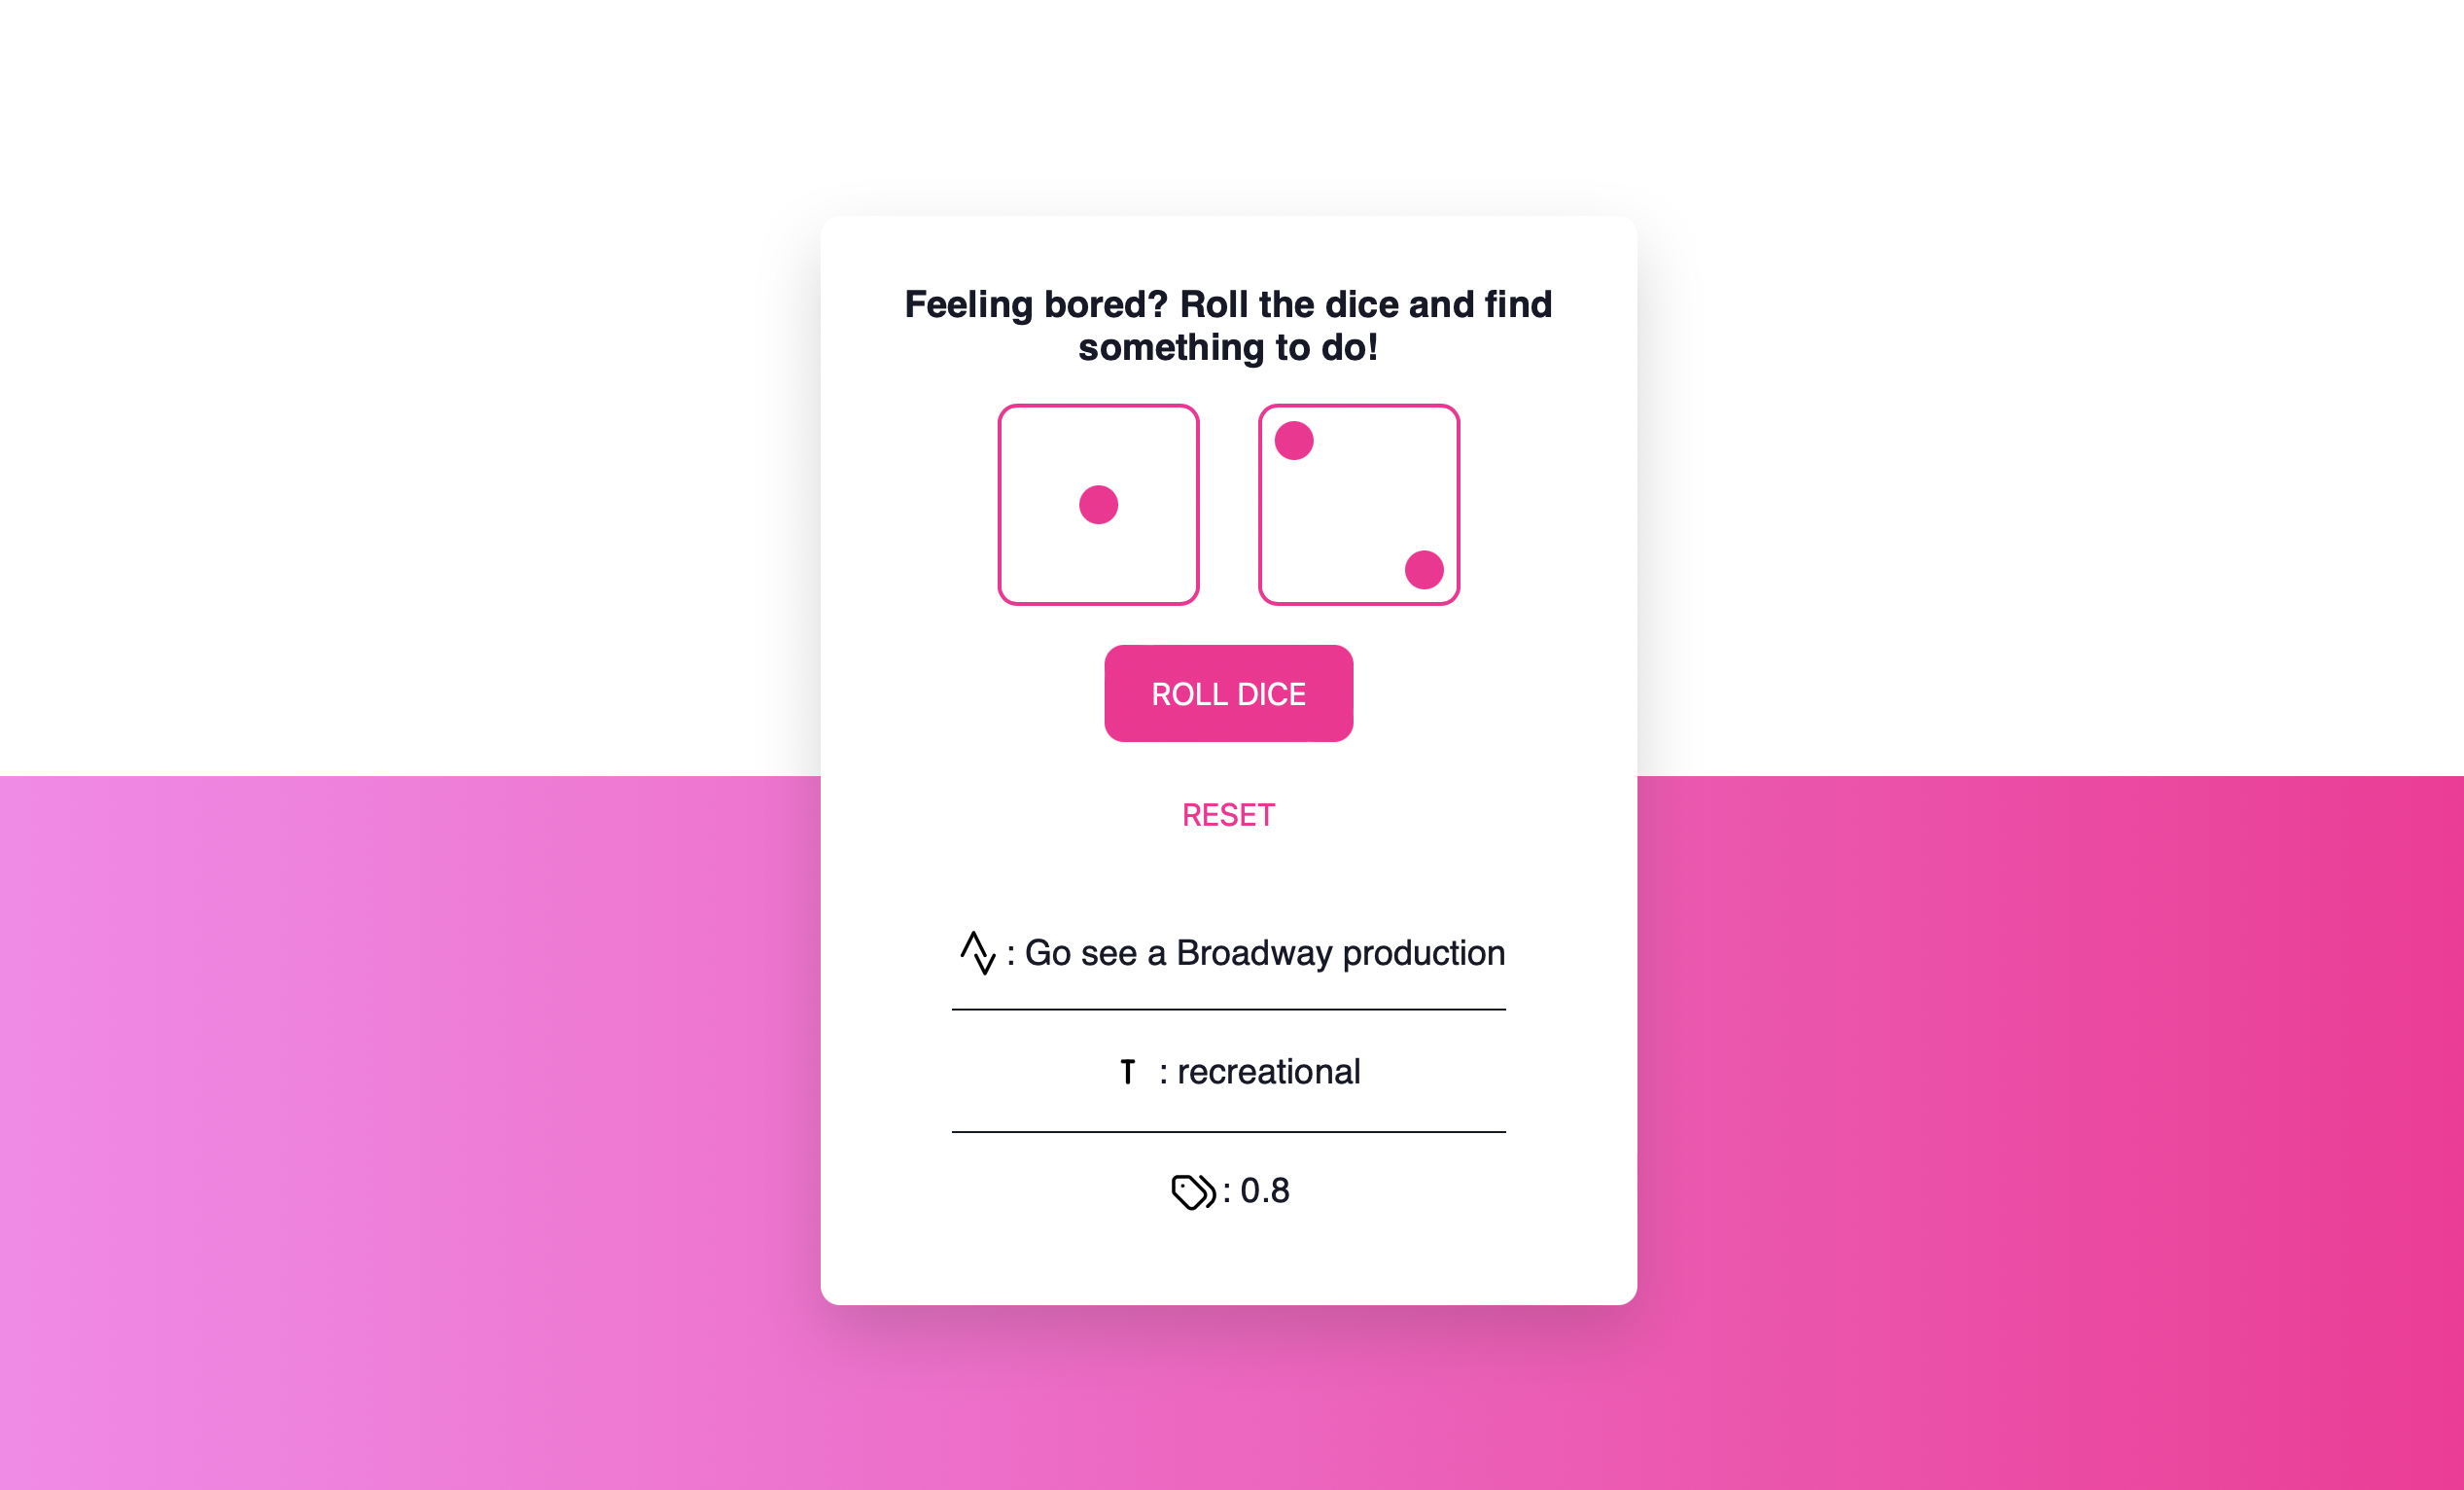 Feeling bored? Roll the dice and find
something to do!
ROLL DICE
RESET
: Go see a Broadway production
T : recreational
: 0.8